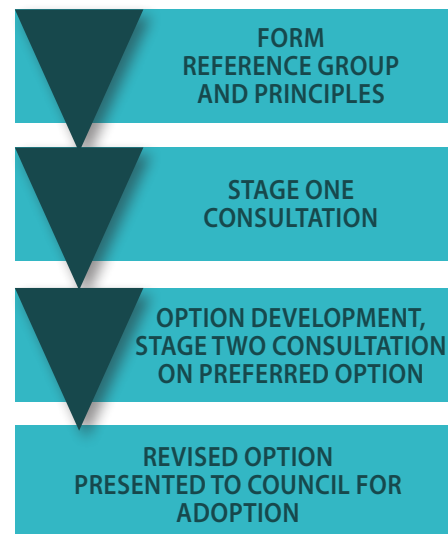 FORM
REFERENCE GROUP
AND PRINCIPLES
STAGE ONE
CONSULTATION
OPTION DEVELOPMENT,
STAGE TWO CONSULTATION
ON PREFERRED OPTION
REVISED OPTION
PRESENTED TO COUNCIL FOR
ADOPTION